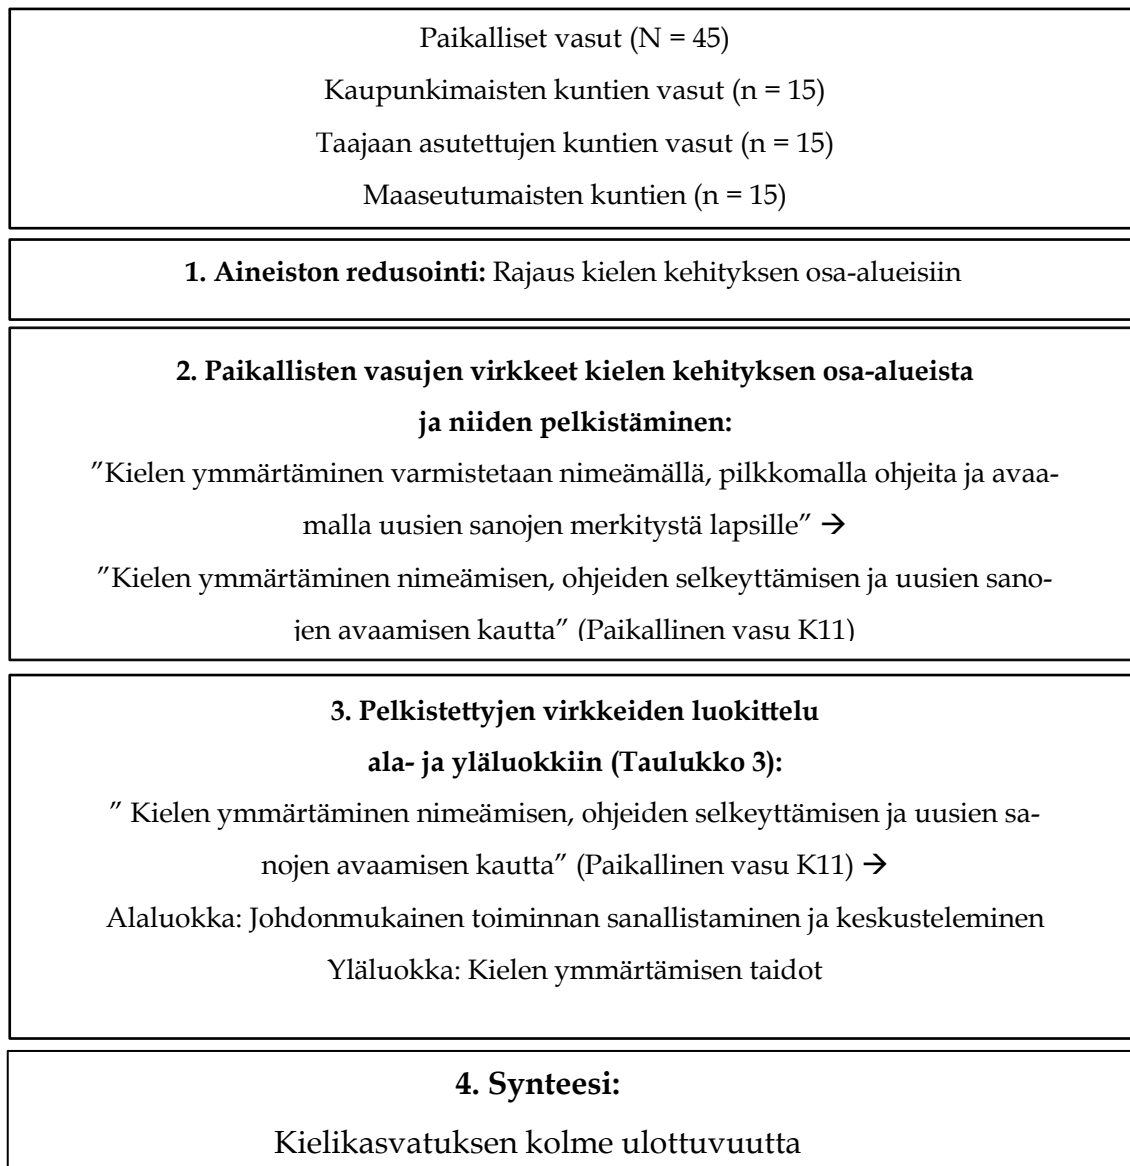 Paikalliset vasut (N = 45)
Kaupunkimaisten kuntien vasut (n = 15)
Taajaan asutettujen kuntien vasut (n = 15)
Maaseutumaisten kuntien (n = 15)
1. Aineiston redusointi: Rajaus kielen kehityksen osa-alueisiin
2. Paikallisten vasujen virkkeet kielen kehityksen osa-alueista
ja niiden pelkistäminen:
”Kielen ymmärtäminen varmistetaan nimeämällä, pilkkomalla ohjeita ja avaa-
malla uusien sanojen merkitystä lapsille” →
”Kielen ymmärtäminen nimeämisen, ohjeiden selkeyttämisen ja uusien sano-
jen avaamisen kautta” (Paikallinen vasu K11)
3. Pelkistettyjen virkkeiden luokittelu
ala- ja yläluokkiin (Taulukko 3):
” Kielen ymmärtäminen nimeämisen, ohjeiden selkeyttämisen ja uusien sa-
nojen avaamisen kautta” (Paikallinen vasu K11) →
Alaluokka: Johdonmukainen toiminnan sanallistaminen ja keskusteleminen
Yläluokka: Kielen ymmärtämisen taidot
4. Synteesi:
Kielikasvatuksen kolme ulottuvuutta